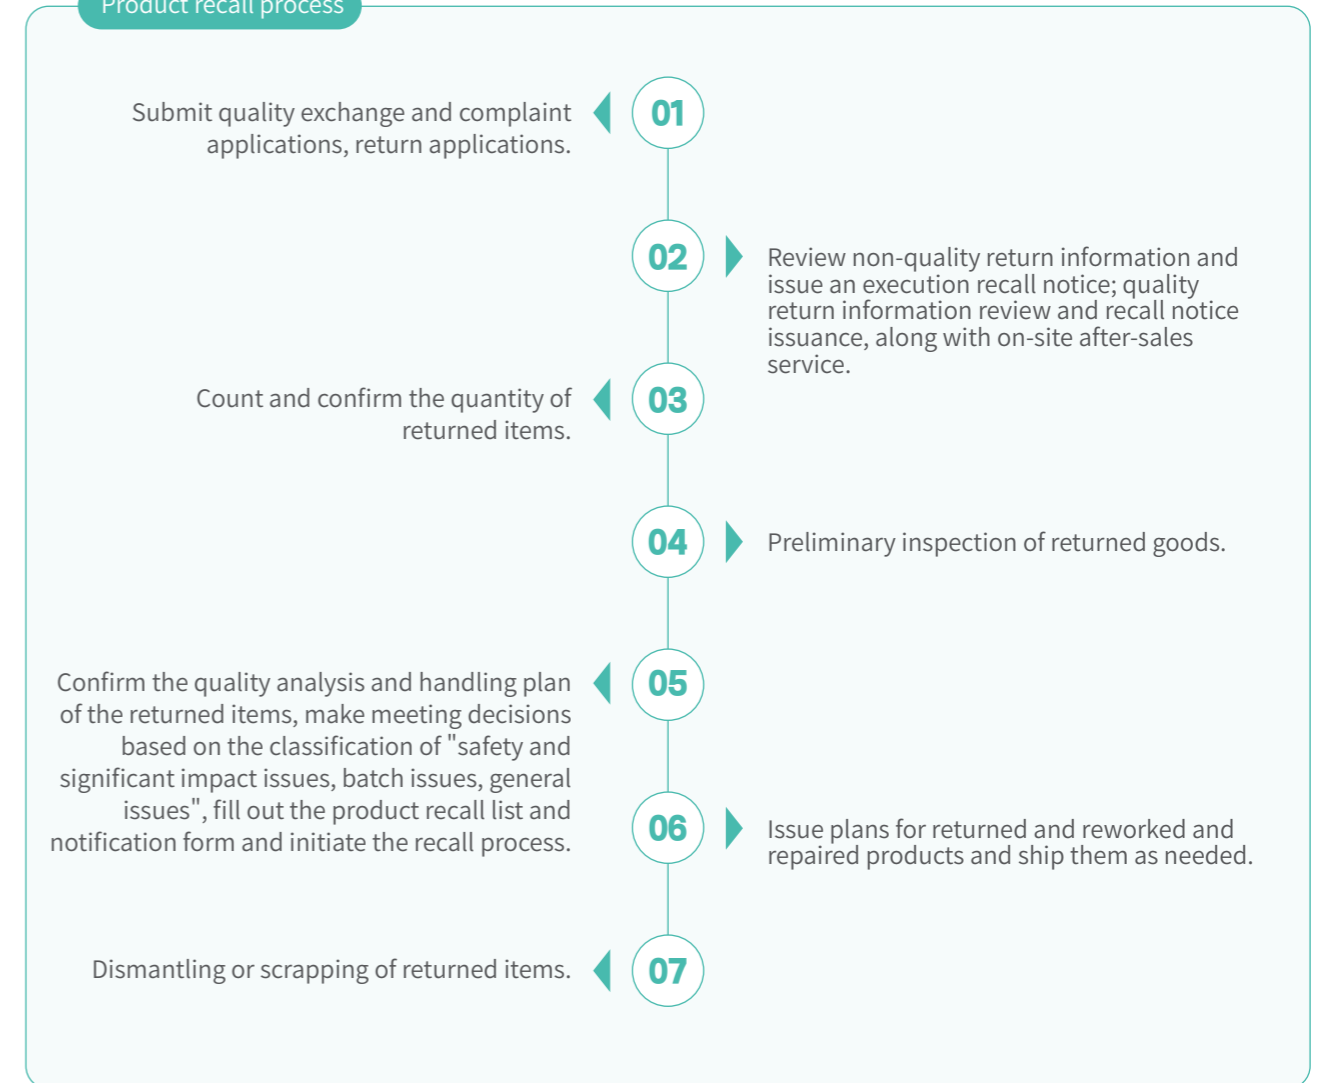 Product recall process
01
Submit quality exchange and complaint
applications, return applications.
02
Review non-quality return information and
issue an execution recall notice; quality
return information review and recall notice
issuance, along with on-site after-sales
service.
03
Count and confirm the quantity of
returned items.
04
Preliminary inspection of returned goods.
05
Confirm the quality analysis and handling plan
of the returned items, make meeting decisions
based on the classification of "safety and
significant impact issues, batch issues, general
issues", fill out the product recall list and
notification form and initiate the recall process.
06
Issue plans for returned and reworked and
repaired products and ship them as needed.
07
Dismantling or scrapping of returned items.